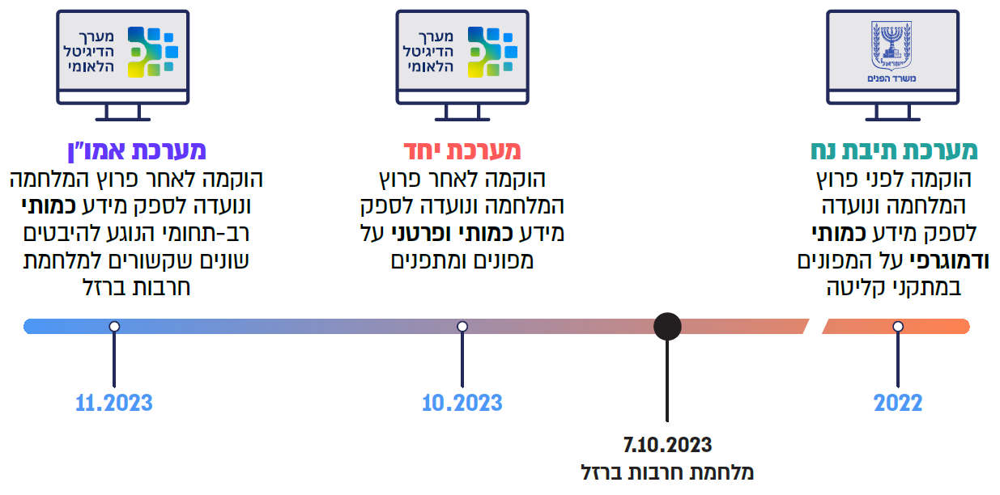 ישראל
משרד הפנים
מערכת תיבת נח
הוקמה לפני פרוץ
המלחמה ונועדה
לספק מידע כמותי
ודמוגרפי על המפונים
במתקני קליטה
2022
מערך
הדיגיטל
הלאומי
מערכת יחד
הוקמה לאחר פרוץ
המלחמה ונועדה לספק
מידע כמותי ופרטני על
מפונים ומתפנים
7.10.2023
מלחמת חרבות ברזל
10.2023
מערך
הדיגיטל
הלאומי
מערכת אמו"ן
הוקמה לאחר פרוץ המלחמה
ונועדה לספק מידע כמותי
רב-תחומי הנוגע להיבטים
שונים שקשורים למלחמת
חרבות ברזל
11.2023